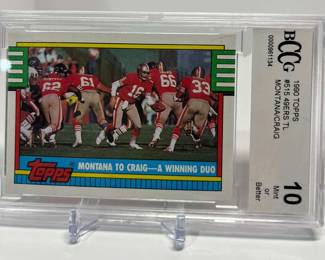 62
61
16
66
33
MONTANA TO CRAIG—A WINNING DUO
Topps
BCCG
0000961134
1990 TOPPS
#515 49ERS TL
MONTANA/CRAIG
10
Mint
or
Better